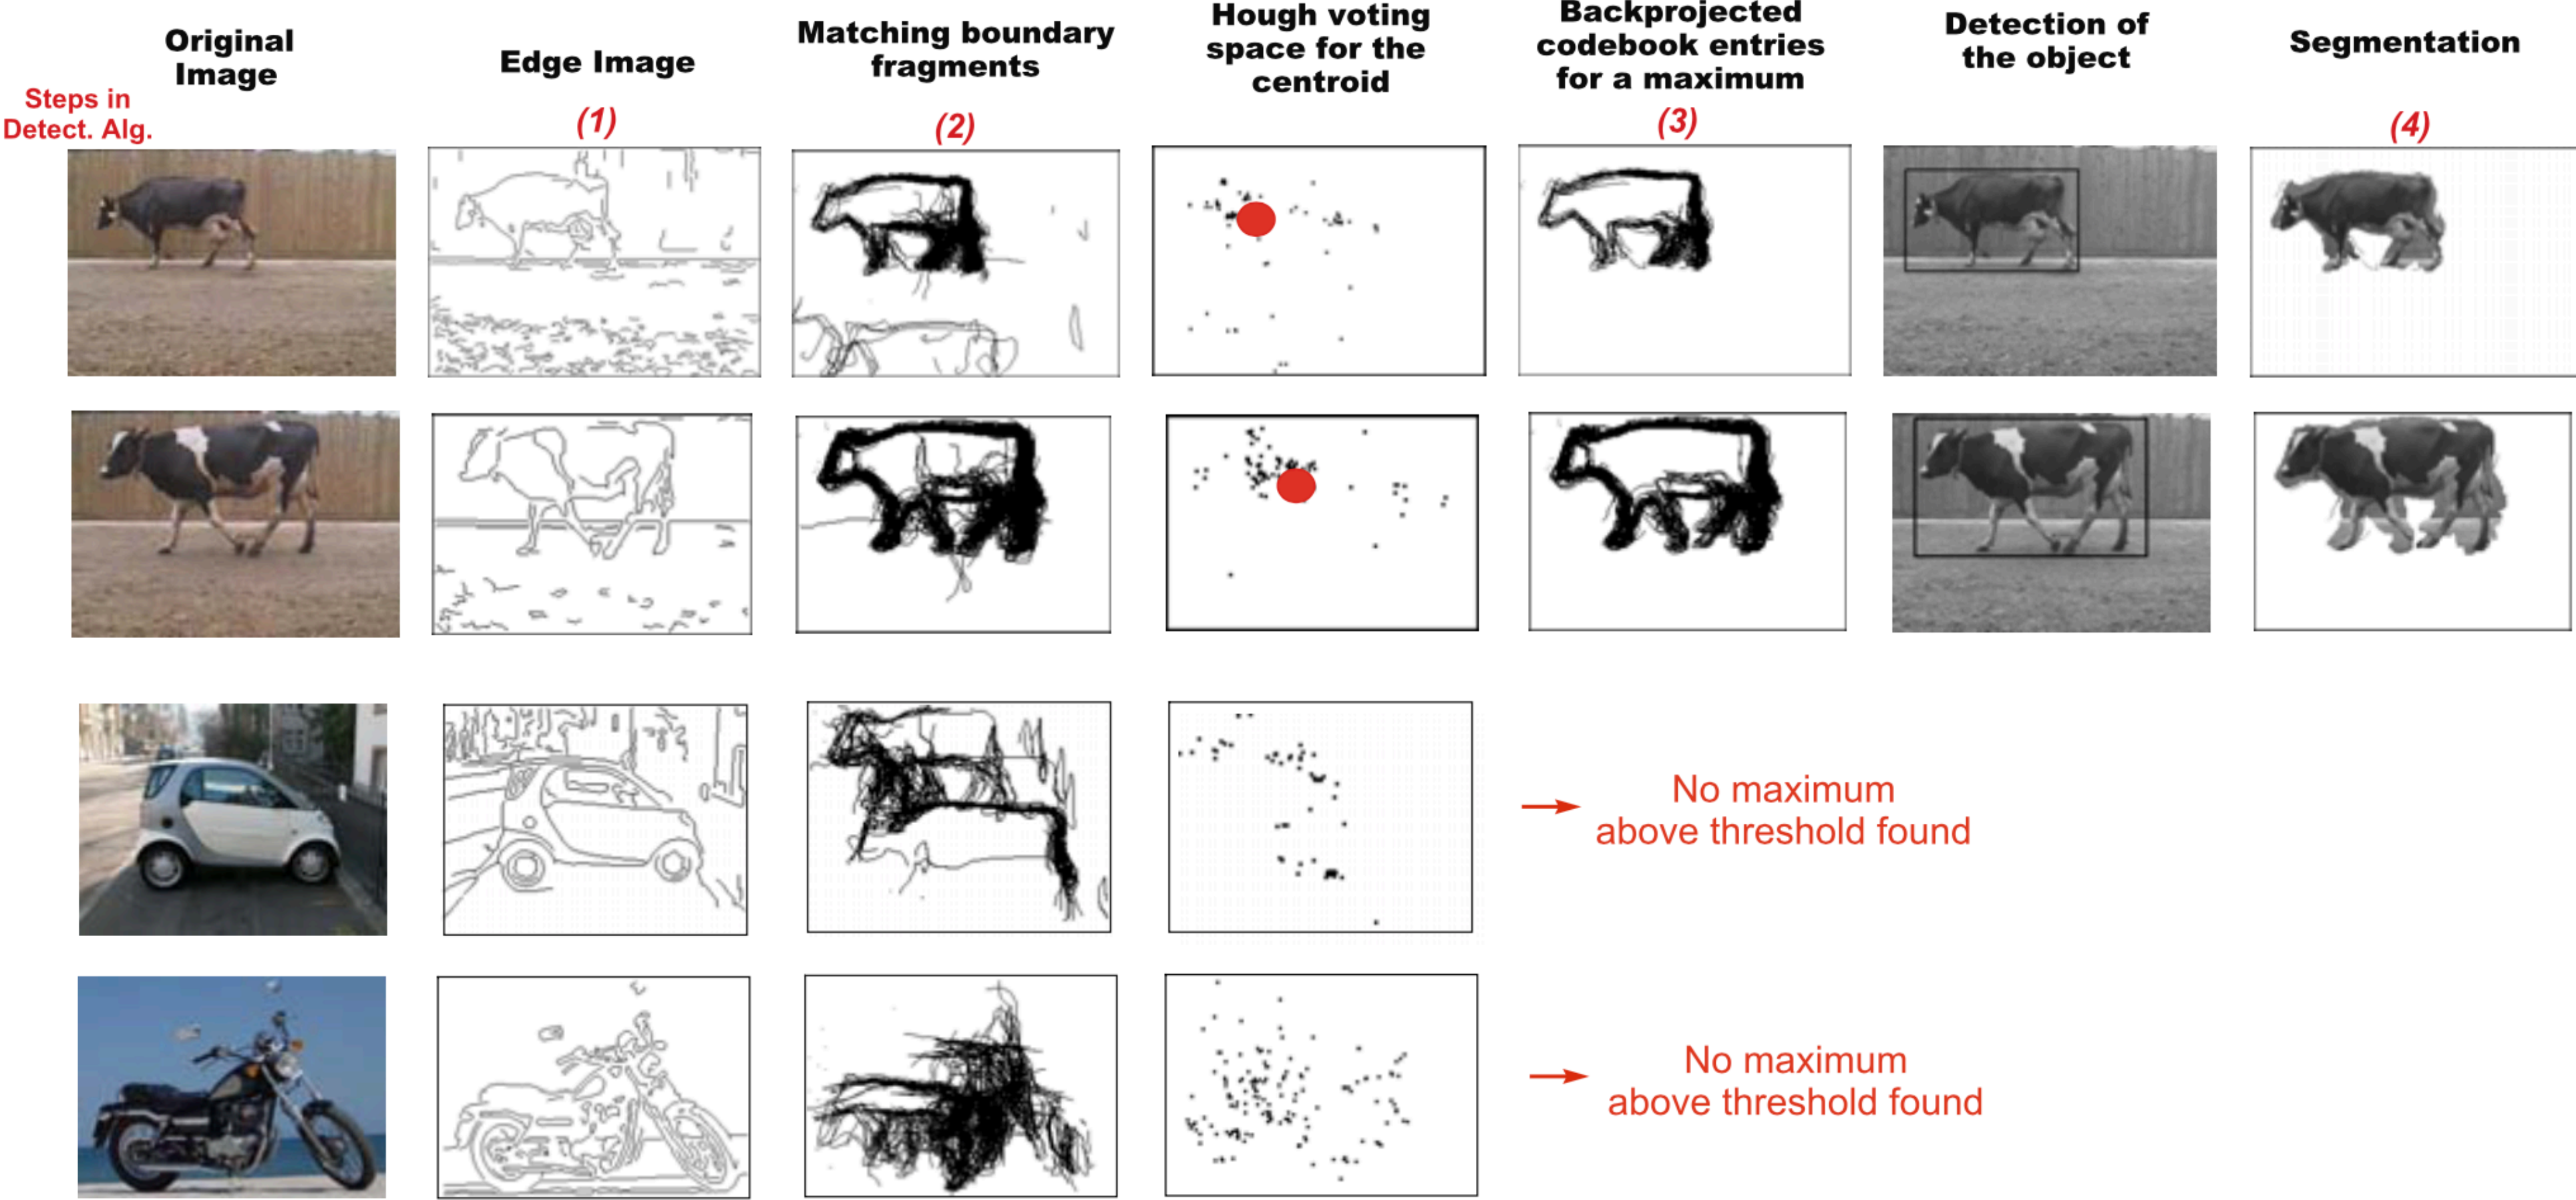 Original
Image
Edge Image
Matching boundary
fragments
Hough voting
space for the
centroid
Backprojected
codebook entries
for a maximum
Detection of
the object
Segmentation
Steps in
Detect. Alg.
(1)
(2)
(3)
(4)
No maximum
above threshold found
No maximum
above threshold found